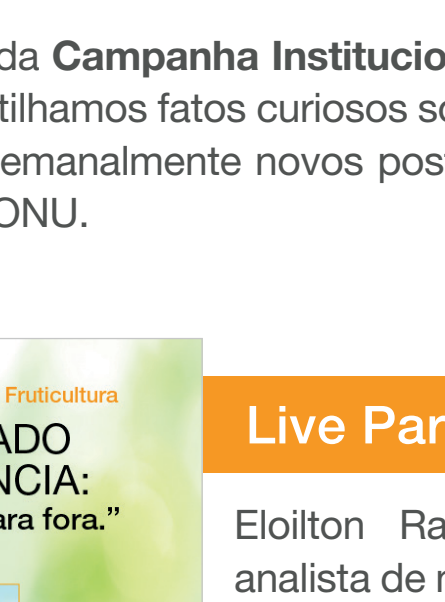 da Campanha Institucio
tilhamos fatos curiosos so
emanalmente novos post
ONU.
Fruticultura
ADO
NCIA:
ara fora.”
Live Par
Eloilton Ra
analista de